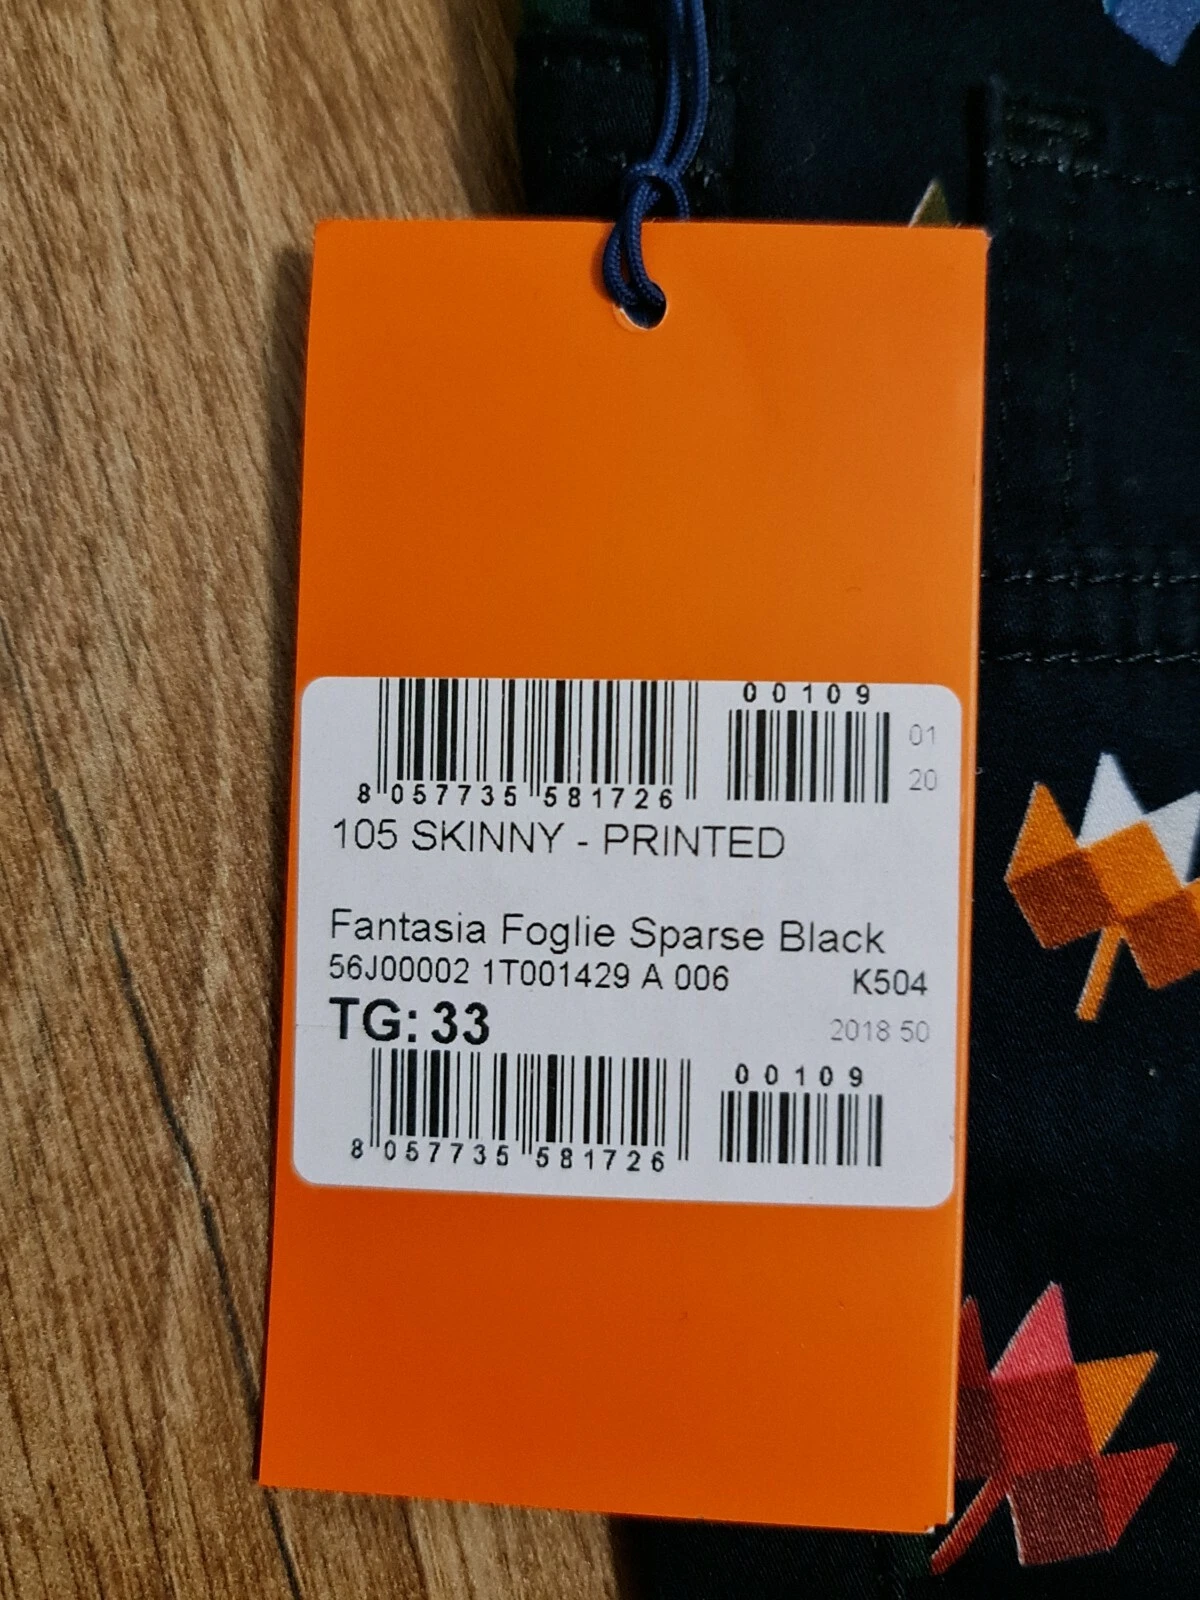 00109
01
20
8 057735 581726
105 SKINNY - PRINTED
Fantasia Foglie Sparse Black
56J00002 1T001429 A 006 K504
TG: 33 2018 50
00109
8 057735 581726